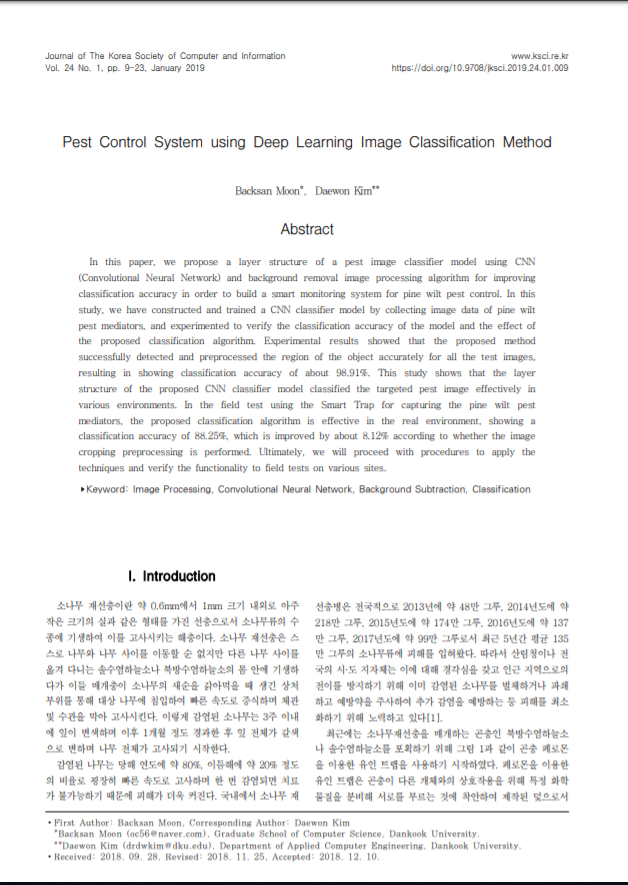 Journal of The Korea Society of Computer and Information
Vol. 24 No. 1, pp. 9-23, January 2019
www.ksci.re.kr
https://doi.org/10.9708/jksci.2019.24.01.009
Pest Control System using Deep Learning Image Classification Method
Backsan Moon*, Daewon Kim**
Abstract
In this paper, we propose a layer structure of a pest image classifier model using CNN
(Convolutional Neural Network) and background removal image processing algorithm for improving
classification accuracy in order to build a smart monitoring system for pine wilt pest control. In this
study, we have constructed and trained a CNN classifier model by collecting image data of pine wilt
pest mediators, and experimented to verify the classification accuracy of the model and the effect of
the proposed classification algorithm. Experimental results showed that the proposed method
successfully detected and preprocessed the region of the object accurately for all the test images,
resulting in showing classification accuracy of about 98.91%. This study shows that the layer
structure of the proposed CNN classifier model classified the targeted pest image effectively in
various environments. In the field test using the Smart Trap for capturing the pine wilt pest
mediators, the proposed classification algorithm is effective in the real environment, showing a
classification accuracy of 88.25%, which is improved by about 8.12% according to whether the image
cropping preprocessing is performed. Ultimately, we will proceed with procedures to apply the
techniques and verify the functionality to field tests on various sites.
▸Keyword: Image Processing, Convolutional Neural Network, Background Subtraction, Classification
I. Introduction
소나무 재선충이란 약 0.6mm에서 1mm 크기 내외로 아주
작은 크기의 실과 같은 형태를 가진 선충으로서 소나무류의 수
종에 기생하여 이를 고사시키는 해충이다. 소나무 재선충은 스
스로 나무와 나무 사이를 이동할 순 없지만 다른 나무 사이를
옮겨 다니는 솔수염하늘소나 북방수염하늘소의 몸 안에 기생하
다가 이들 매개충이 소나무의 새순을 갉아먹을 때 생긴 상처
부위를 통해 대상 나무에 침입하여 빠른 속도로 증식하며 체관
및 수관을 막아 고사시킨다. 이렇게 감염된 소나무는 3주 이내
에 잎이 변색하며 이후 1개월 정도 경과한 후 잎 전체가 갈색
으로 변하며 나무 전체가 고사되기 시작한다.
감염된 나무는 당해 연도에 약 80%, 이듬해에 약 20% 정도
의 비율로 굉장히 빠른 속도로 고사하며 한 번 감염되면 치료
가 불가능하기 때문에 피해가 더욱 커진다. 국내에서 소나무 재
선충병은 전국적으로 2013년에 약 48만 그루, 2014년도에 약
218만 그루, 2015년도에 약 174만 그루, 2016년도에 약 137
만 그루, 2017년도에 약 99만 그루로서 최근 5년간 평균 135
만 그루의 소나무류에 피해를 입혀왔다. 따라서 산림청이나 전
국의 시·도 지자체는 이에 대해 경각심을 갖고 인근 지역으로의
전이를 방지하기 위해 이미 감염된 소나무를 벌채하거나 파쇄
하고 예방약을 주사하여 추가 감염을 예방하는 등 피해를 최소
화하기 위해 노력하고 있다[1].
최근에는 소나무재선충을 매개하는 곤충인 북방수염하늘소
나 솔수염하늘소를 포획하기 위해 그림 1과 같이 곤충 페로몬
을 이용한 유인 트랩을 사용하기 시작하였다. 페로몬을 이용한
유인 트랩은 곤충이 다른 개체와의 상호작용을 위해 특정 화학
물질을 분비해 서로를 부르는 것에 착안하여 제작된 덫으로서
• First Author: Backsan Moon, Corresponding Author: Daewon Kim
*Backsan Moon (oc56@naver.com), Graduate School of Computer Science, Dankook University.
**Daewon Kim (drdwkim@dku.edu), Department of Applied Computer Engineering, Dankook University.
• Received: 2018. 09. 28, Revised: 2018. 11. 25, Accepted: 2018. 12. 10.